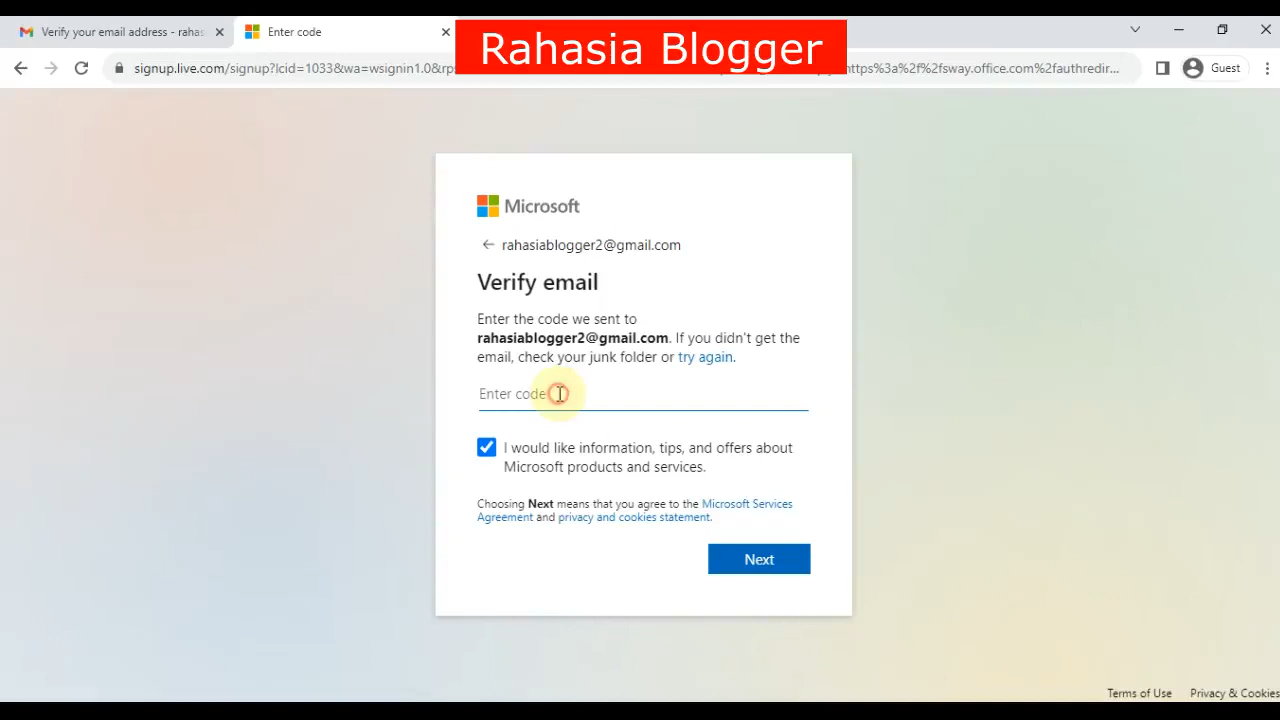 Verify your email address - rahas
Enter code
Rahasia Blogger
signup.live.com/signup?lcid=1033&wa=wsignin1.0&rps
https%3a%2f%2fsway.office.com%2fauthredir...
Guest
Microsoft
rahasiablogger2@gmail.com
Verify email
Enter the code we sent to
rahasiablogger2@gmail.com. If you didn't get the
email, check your junk folder or try again.
Enter code
I would like information, tips, and offers about
Microsoft products and services.
Choosing Next means that you agree to the Microsoft Services
Agreement and privacy and cookies statement.
Next
Terms of Use
Privacy & Cookies